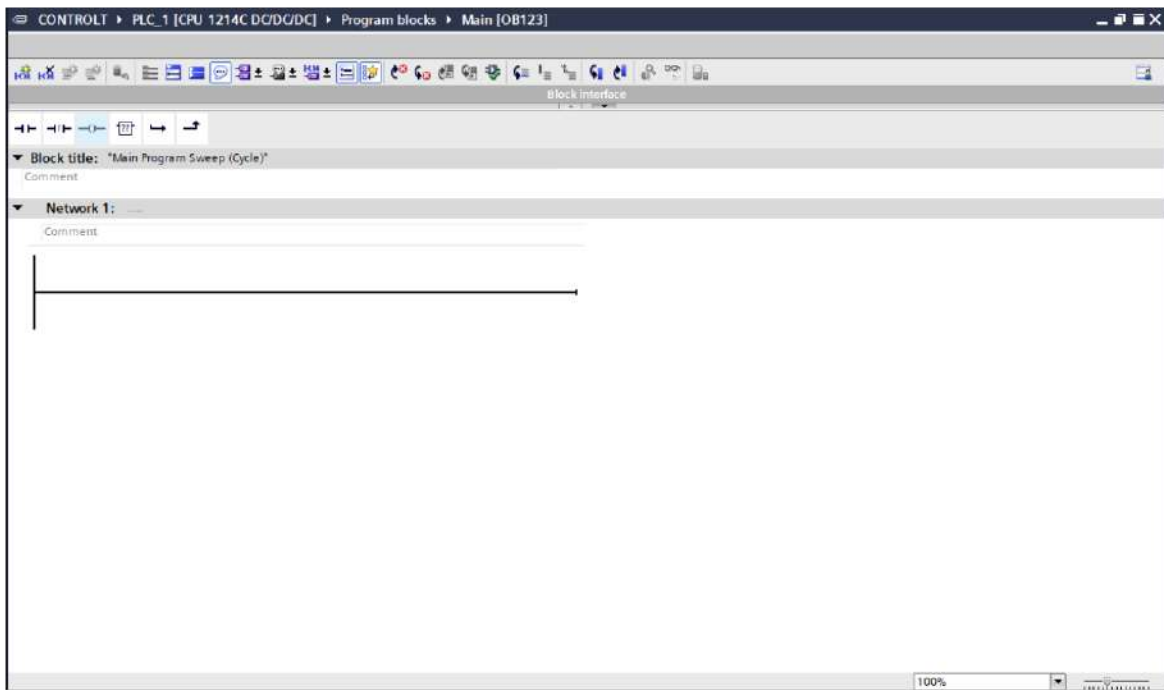 CONTROLT ▸ PLC_1 [CPU 1214C DC/DC/DC] ▸ Program blocks ▸ Main [OB123]
Block interface
Block title: "Main Program Sweep (Cycle)"
Comment
Network 1: .....
Comment
100%